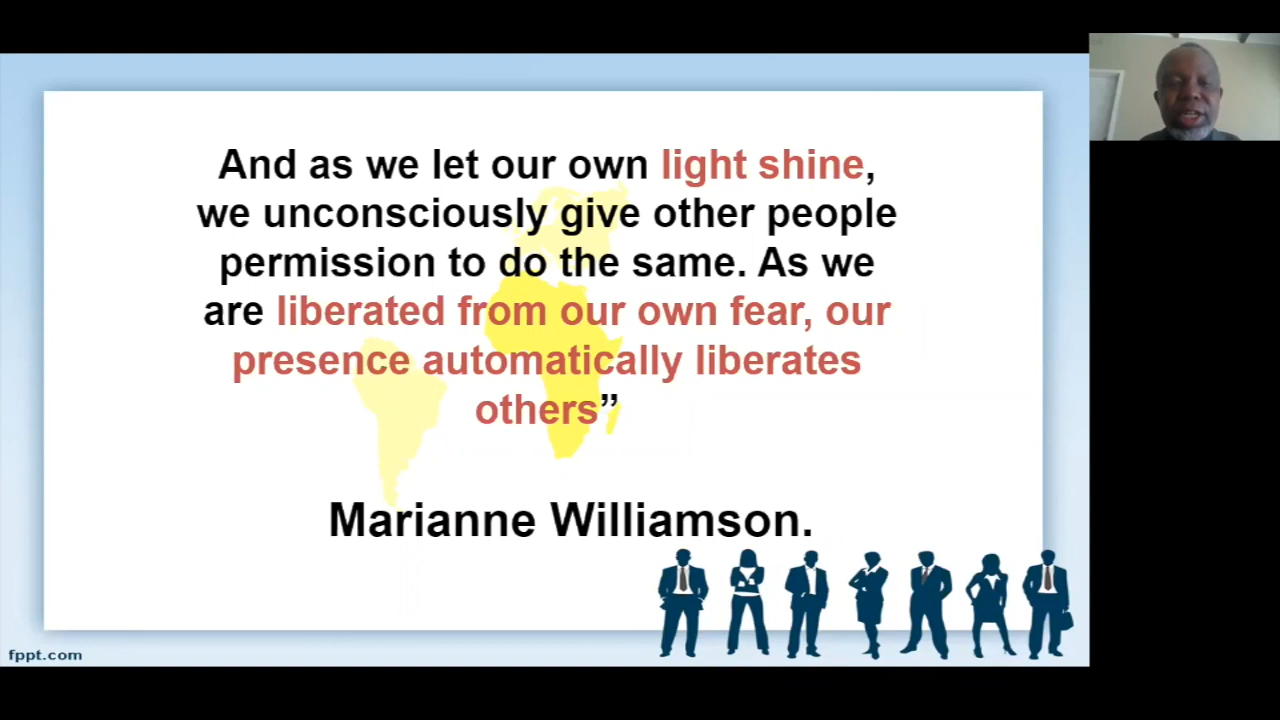 And as we let our own light shine,
we unconsciously give other people
permission to do the same. As we
are liberated from our own fear, our
presence automatically liberates
others”
Marianne Williamson.
fppt.com